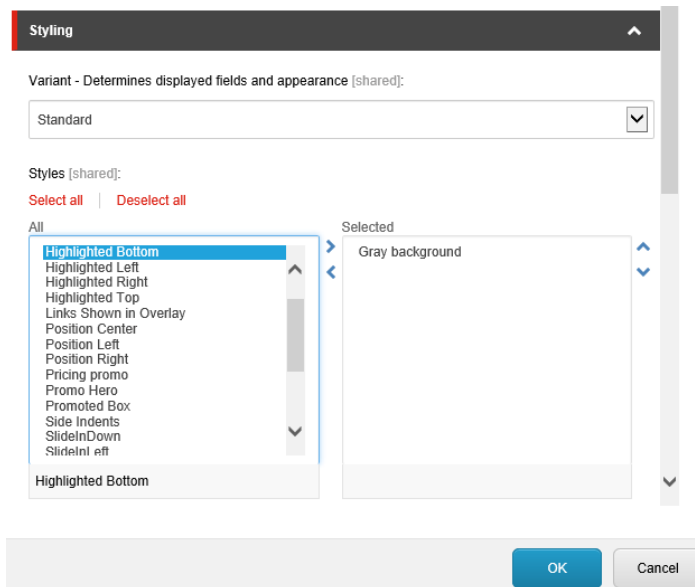 Styling
Variant - Determines displayed fields and appearance [shared]:
Standard
Styles [shared]:
Select all | Deselect all
All Selected
Highlighted Bottom Gray background
Highlighted Left
Highlighted Right
Highlighted Top
Links Shown in Overlay
Position Center
Position Left
Position Right
Pricing promo
Promo Hero
Promoted Box
Side Indents
SlideInDown
SlideInLeft
Highlighted Bottom
OK Cancel